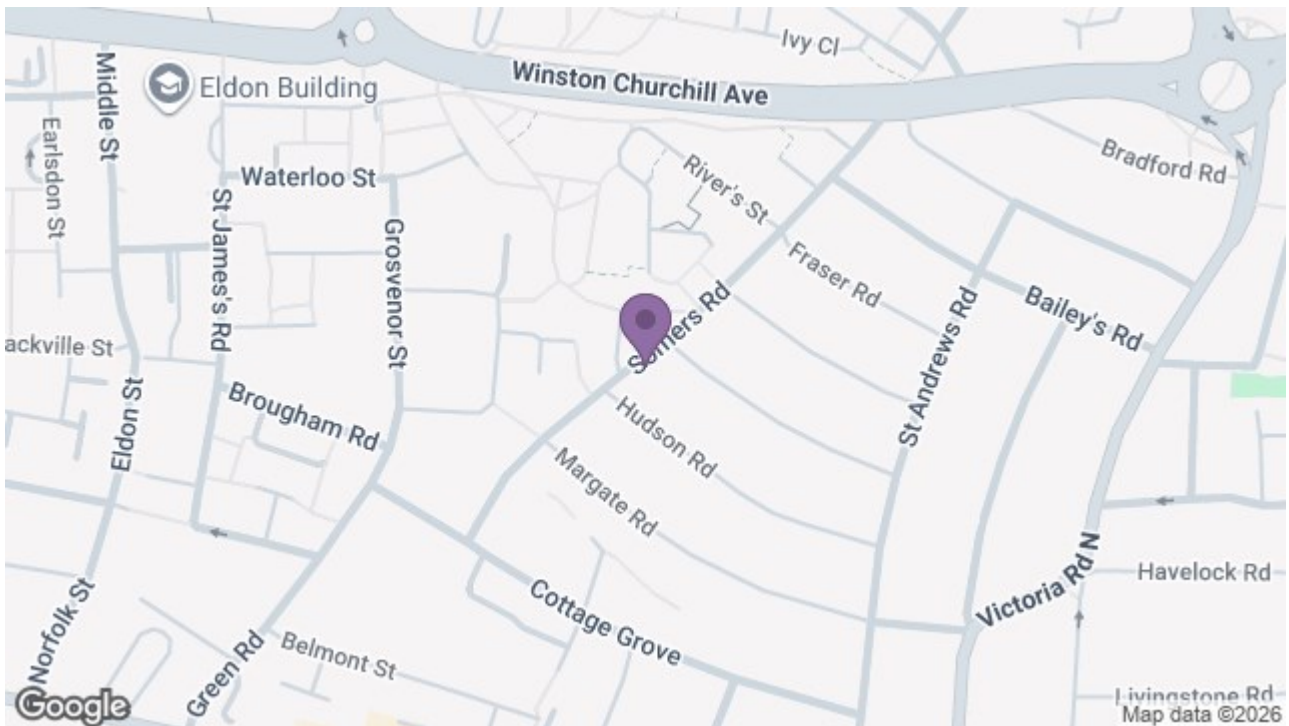 Ivy Cl
Winston Churchill Ave
Eldon Building
Middle St
Earlsdon St
Bradford Rd
Waterloo St
River's St
St James's Rd
Grosvenor St
Fraser Rd
Bailey's Rd
Somers Rd
ackville St
St Andrews Rd
Eldon St
Brougham Rd
Hudson Rd
Margate Rd
Havelock Rd
Victoria Rd N
Cottage Grove
Norfolk St
Green Rd
Belmont St
Livingstone Rd
Google
Map data ©2026